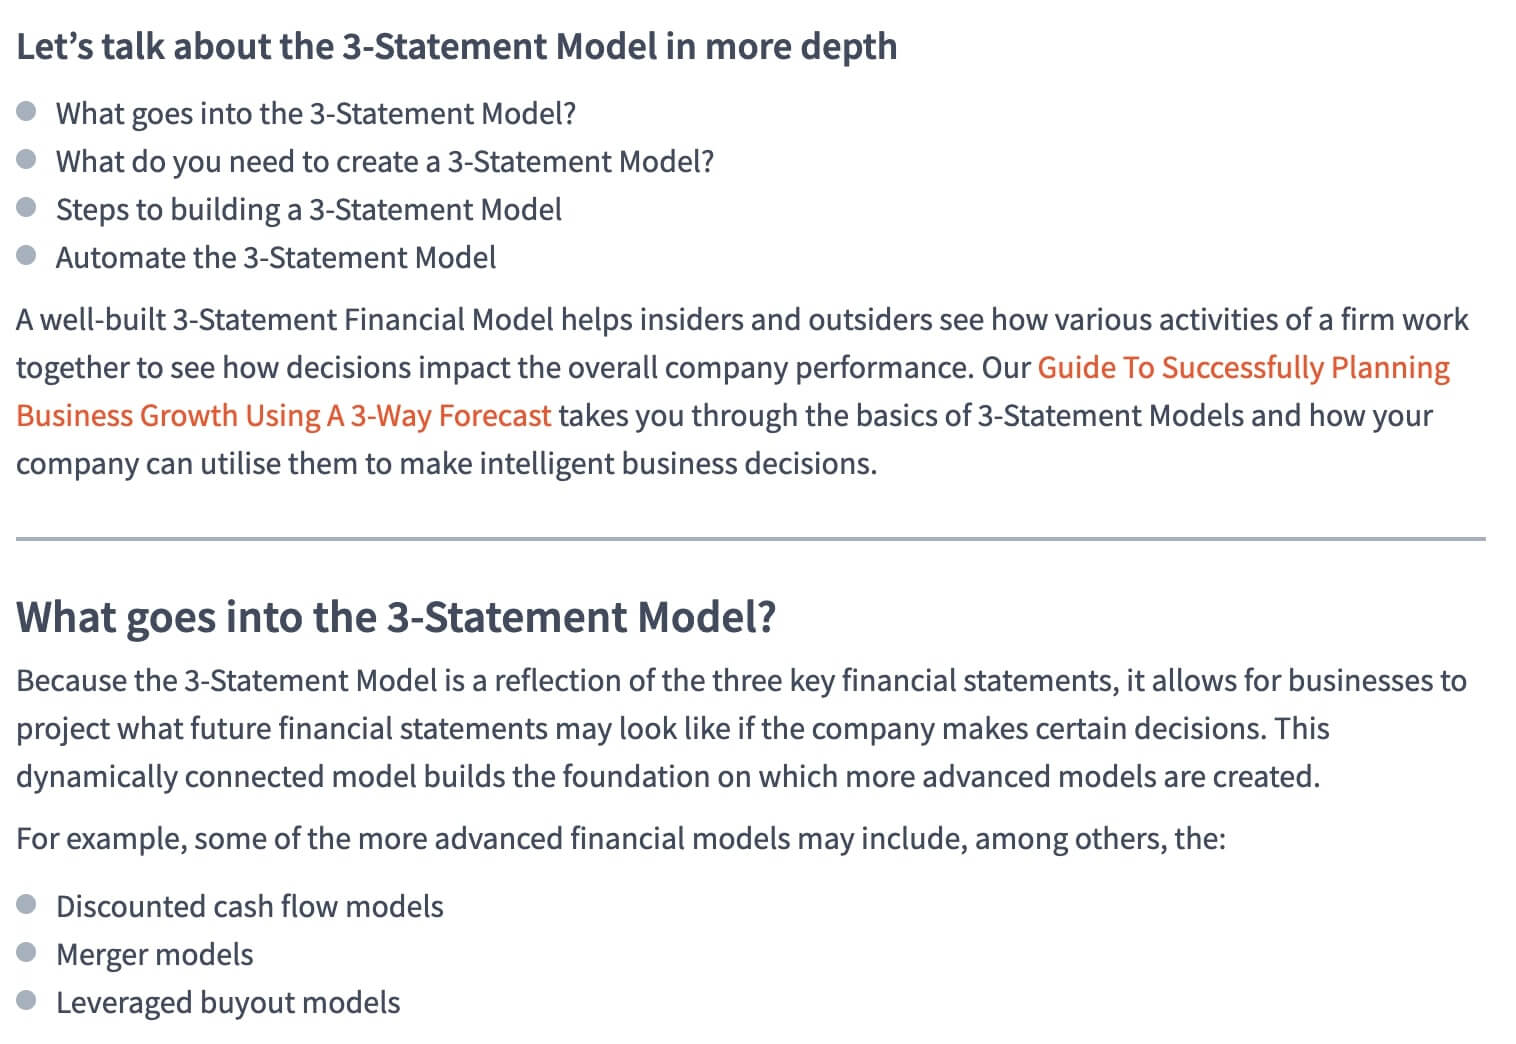 Let’s talk about the 3-Statement Model in more depth
What goes into the 3-Statement Model?
What do you need to create a 3-Statement Model?
Steps to building a 3-Statement Model
Automate the 3-Statement Model
A well-built 3-Statement Financial Model helps insiders and outsiders see how various activities of a firm work
together to see how decisions impact the overall company performance. Our Guide To Successfully Planning
Business Growth Using A 3-Way Forecast takes you through the basics of 3-Statement Models and how your
company can utilise them to make intelligent business decisions.
What goes into the 3-Statement Model?
Because the 3-Statement Model is a reflection of the three key financial statements, it allows for businesses to
project what future financial statements may look like if the company makes certain decisions. This
dynamically connected model builds the foundation on which more advanced models are created.
For example, some of the more advanced financial models may include, among others, the:
Discounted cash flow models
Merger models
Leveraged buyout models